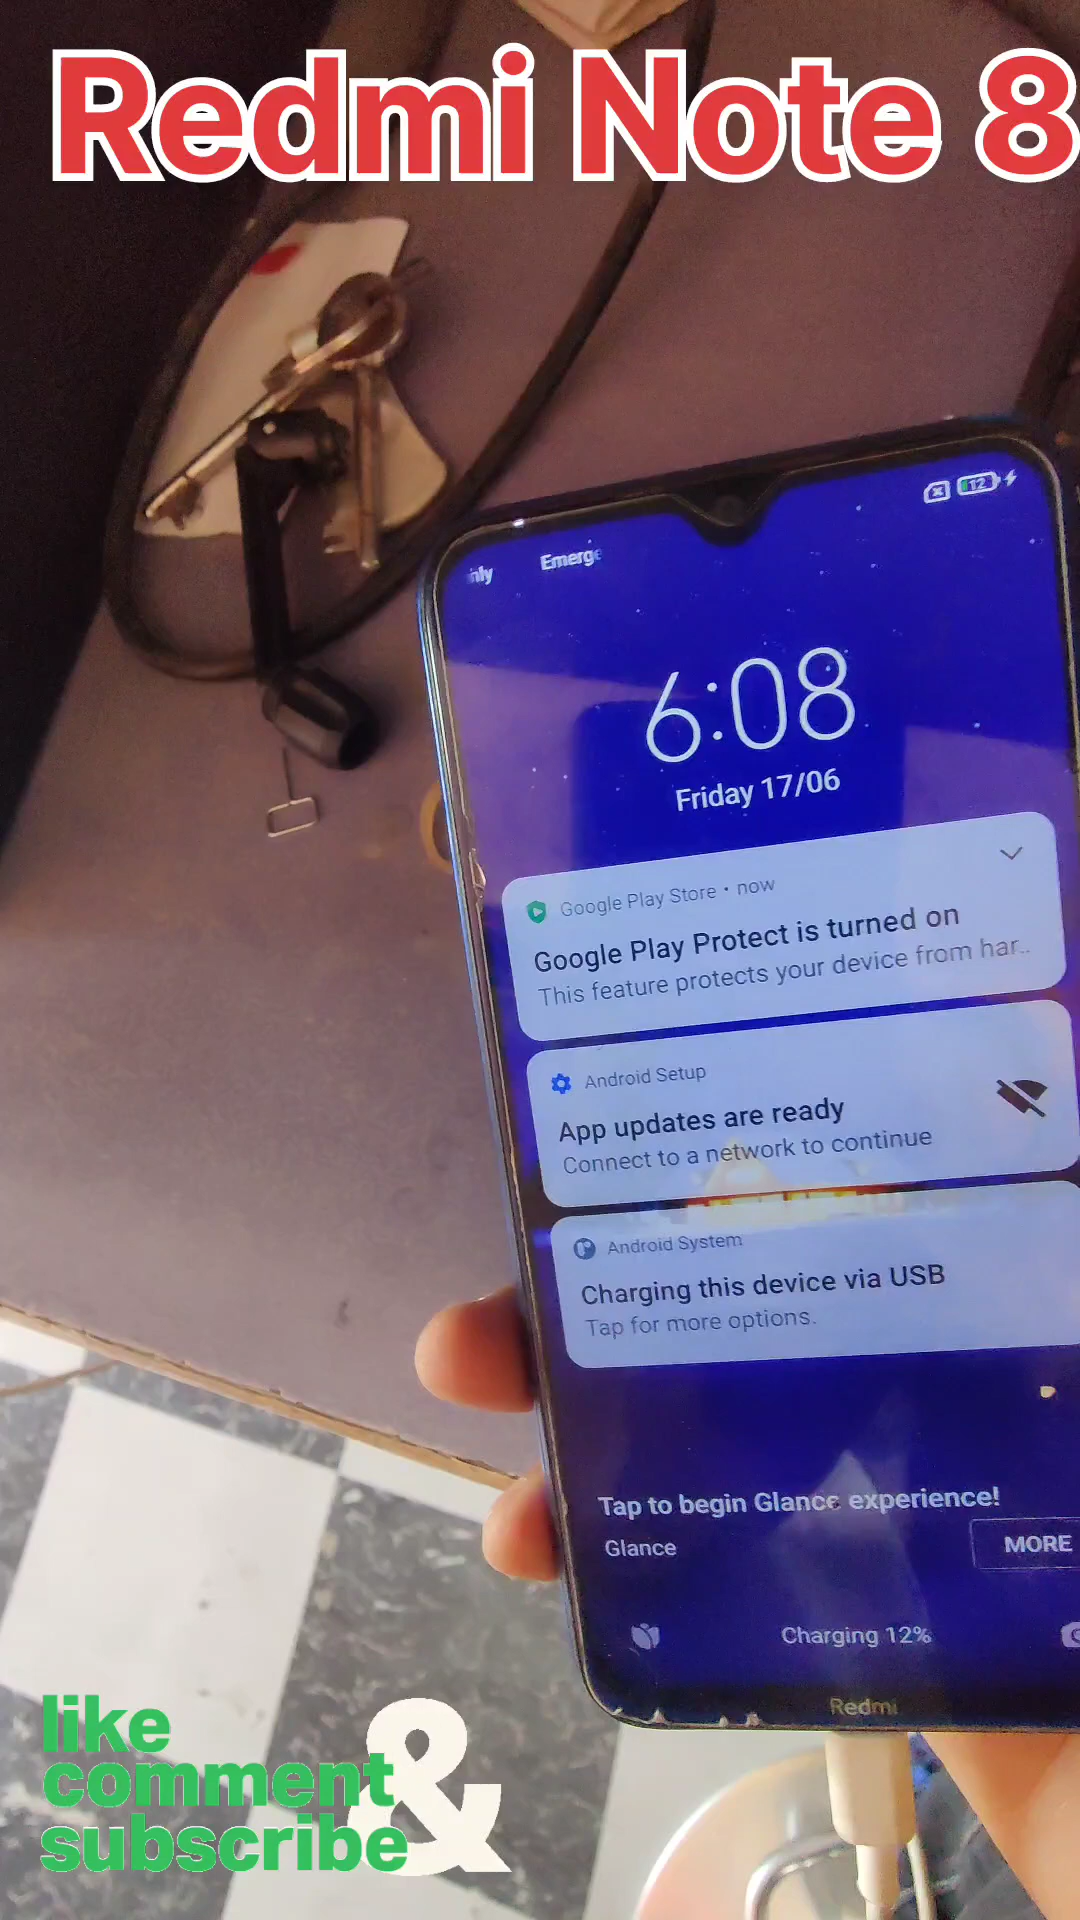 Redmi Note 8
12
nly Emerge
6:08
Friday 17/06
Google Play Store • now
Google Play Protect is turned on
This feature protects your device from har..
Android Setup
App updates are ready
Connect to a network to continue
Android System
Charging this device via USB
Tap for more options.
Tap to begin Glance experience!
Glance
MORE
Charging 12%
Redmi
like
comment
&
subscribe